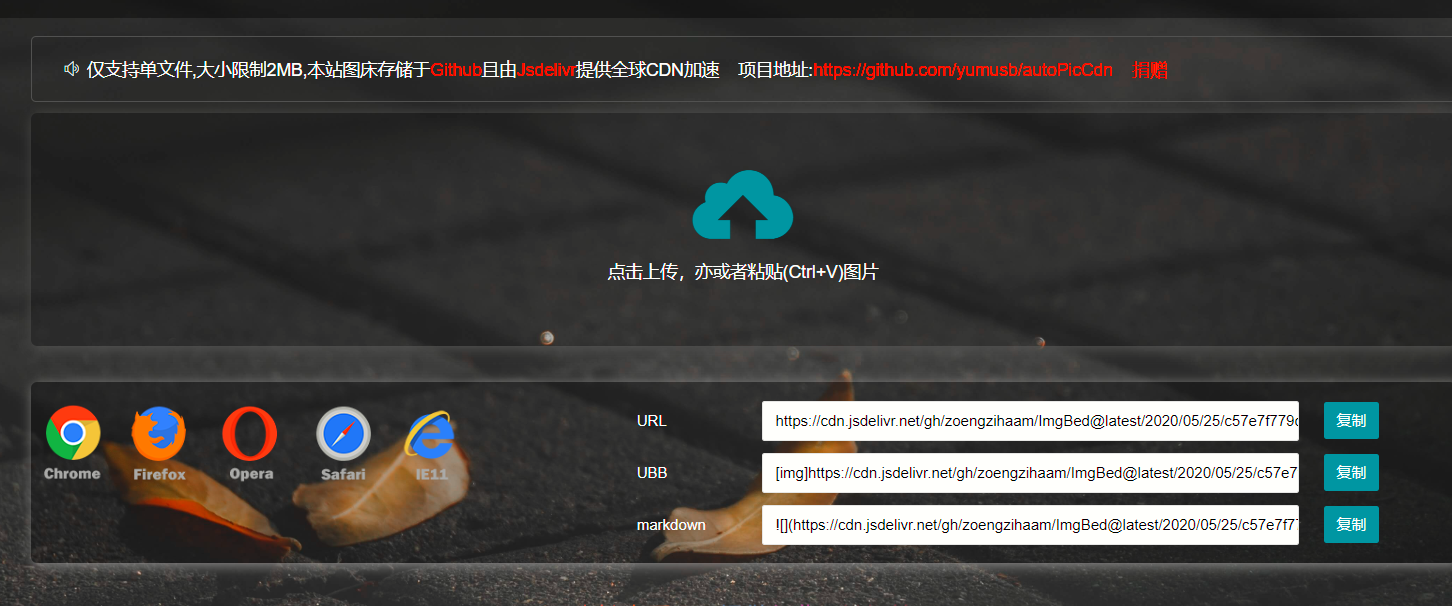 仅支持单文件,大小限制2MB,本站图床存储于Github且由Jsdelivr提供全球CDN加速 项目地址:https://github.com/yumusb/autoPicCdn 捐赠
点击上传，亦或者粘贴(Ctrl+V)图片
Chrome Firefox Opera Safari IE11
URL https://cdn.jsdelivr.net/gh/zoengzihaam/ImgBed@latest/2020/05/25/c57e7f779 复制
UBB [img]https://cdn.jsdelivr.net/gh/zoengzihaam/ImgBed@latest/2020/05/25/c57e7 复制
markdown ![](https://cdn.jsdelivr.net/gh/zoengzihaam/ImgBed@latest/2020/05/25/c57e7f7 复制